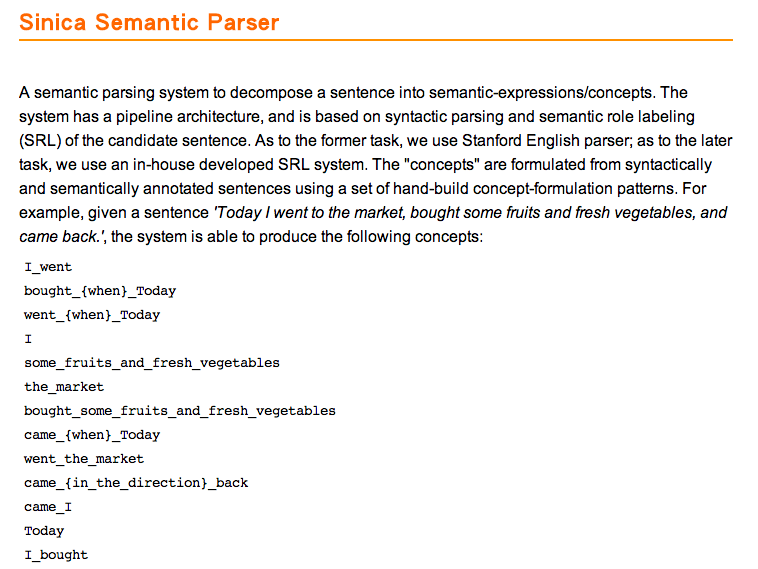 Sinica Semantic Parser
A semantic parsing system to decompose a sentence into semantic-expressions/concepts. The
system has a pipeline architecture, and is based on syntactic parsing and semantic role labeling
(SRL) of the candidate sentence. As to the former task, we use Stanford English parser; as to the later
task, we use an in-house developed SRL system. The "concepts" are formulated from syntactically
and semantically annotated sentences using a set of hand-build concept-formulation patterns. For
example, given a sentence 'Today I went to the market, bought some fruits and fresh vegetables, and
came back.', the system is able to produce the following concepts:
I_went
bought_{when}_Today
went_{when}_Today
I
some_fruits_and_fresh_vegetables
the_market
bought_some_fruits_and_fresh_vegetables
came_{when}_Today
went_the_market
came_{in_the_direction}_back
came_I
Today
I_bought